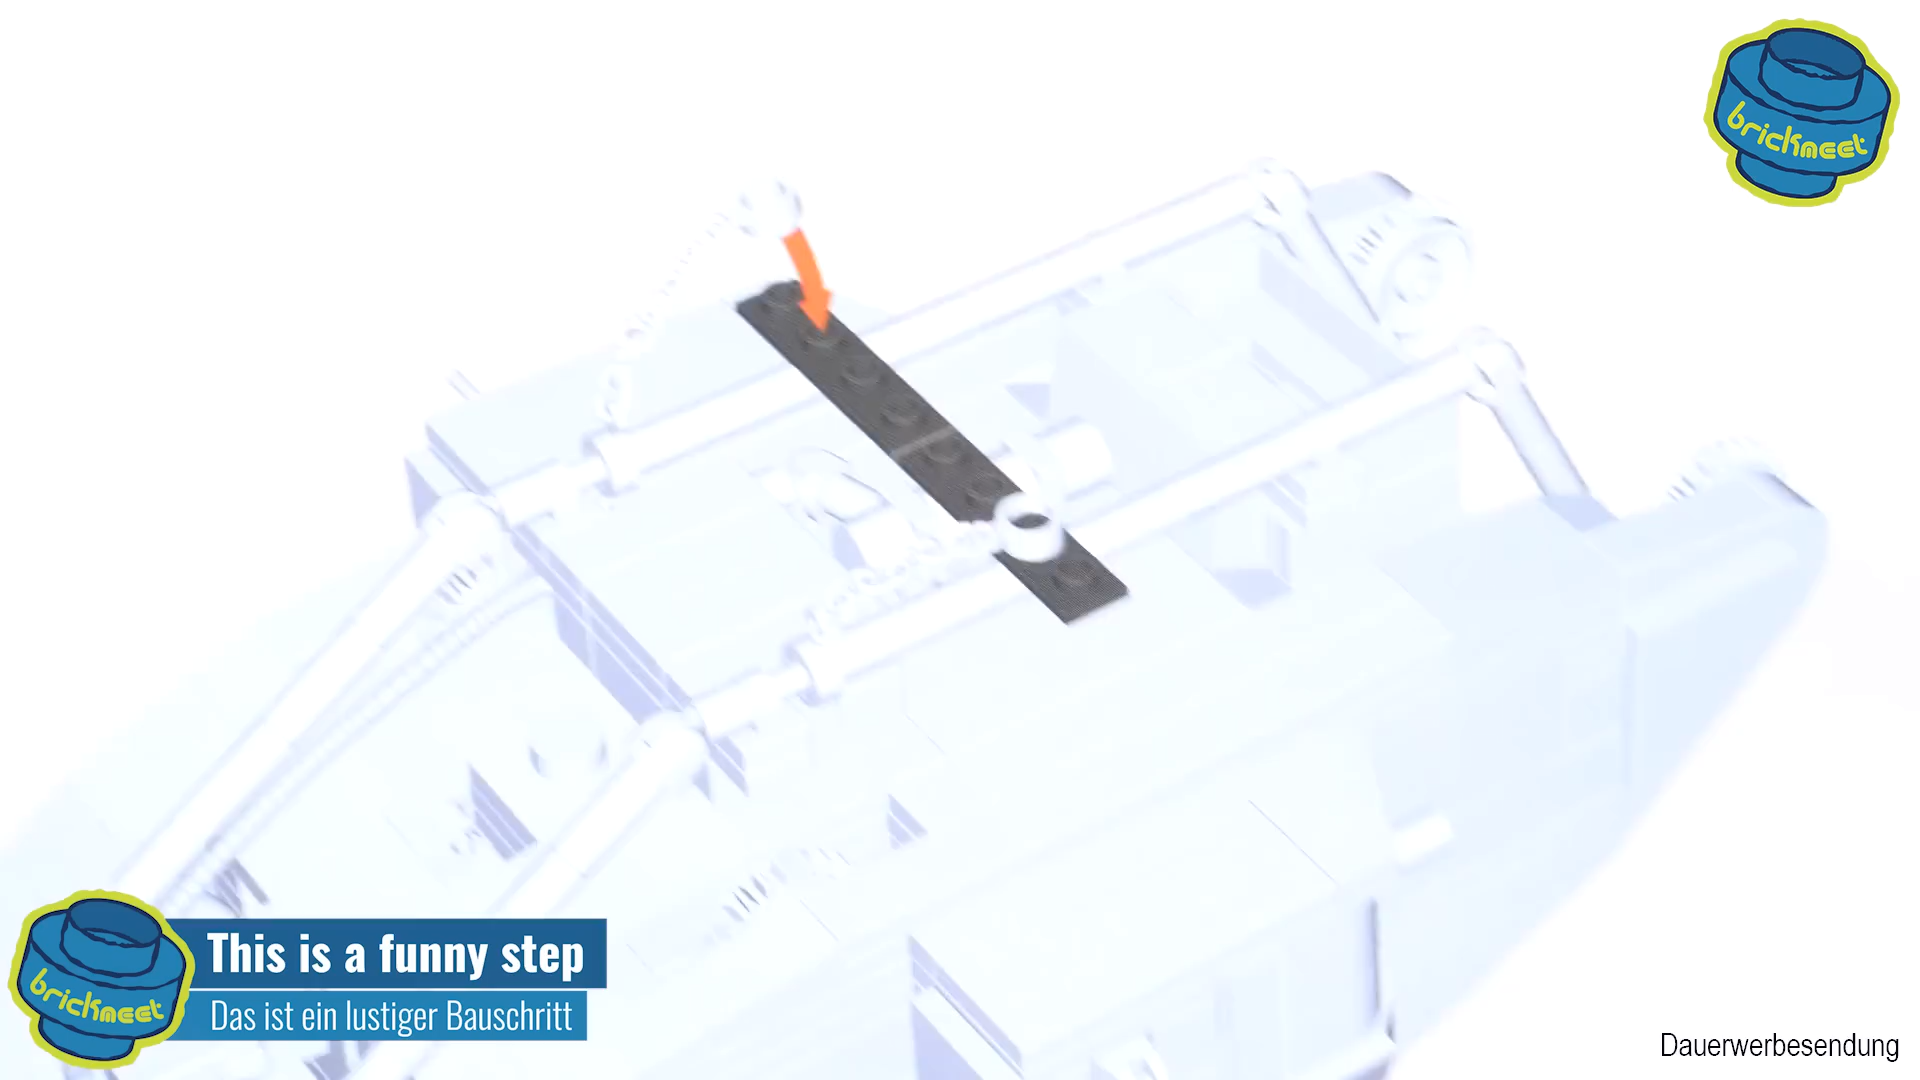 brickmeet
This is a funny step
Das ist ein lustiger Bauschritt
brickmeet
Dauerwerbesendung